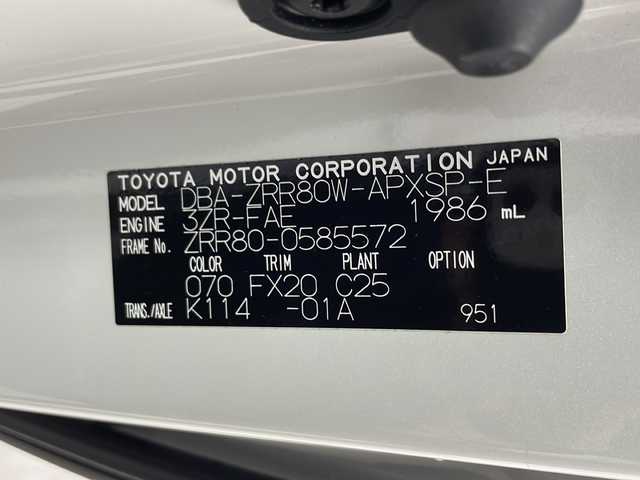 TOYOTA MOTOR CORPORATION JAPAN
MODEL DBA-ZRR80W-APXSP-E
ENGINE 3ZR-FAE 1986 mL
FRAME No. ZRR80-0585572
COLOR TRIM PLANT OPTION
070 FX20 C25
TRANS./AXLE K114 -01A 951